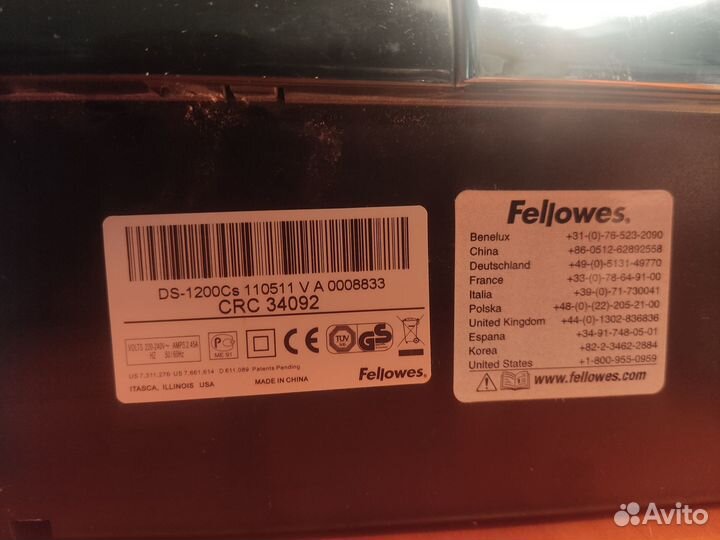 DS-1200Cs 110511 V A 0008833
CRC 34092
VOLTS 220-240V~ AMPS 2.45A
HZ 50/60Hz
ME 91
TUV
GS
US 7,311,276 US 7,661,614 D 611,089 Patents Pending
ITASCA, ILLINOIS USA
MADE IN CHINA
Fellowes.
Fellowes.
Benelux +31-(0)-76-523-2090
China +86-0512-62892558
Deutschland +49-(0)-5131-49770
France +33-(0)-78-64-91-00
Italia +39-(0)-71-730041
Polska +48-(0)-(22)-205-21-00
United Kingdom +44-(0)-1302-836836
Espana +34-91-748-05-01
Korea +82-2-3462-2884
United States +1-800-955-0959
www.fellowes.com
Avito